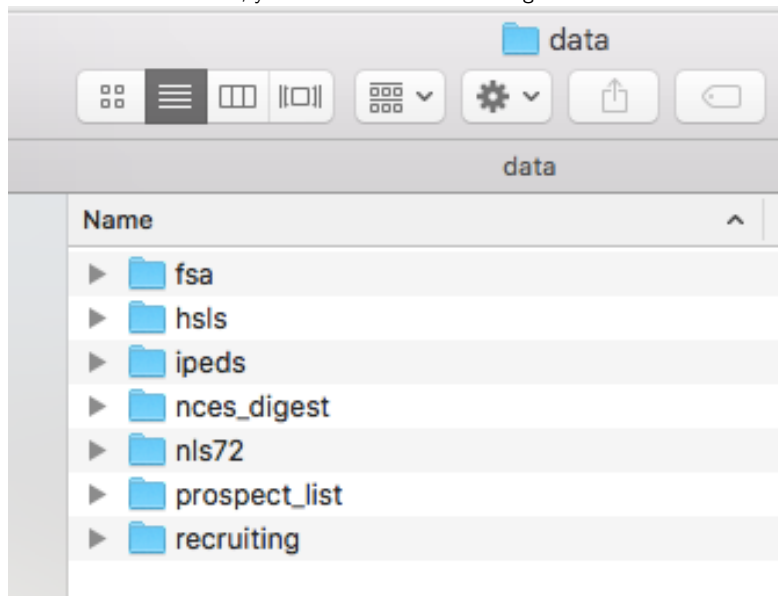 data
data
Name
fsa
hsls
ipeds
nces_digest
nls72
prospect_list
recruiting